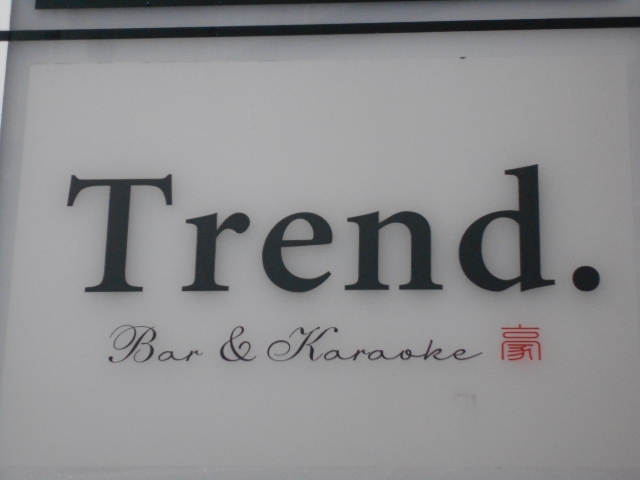 Trend.
Bar & Karaoke 豪